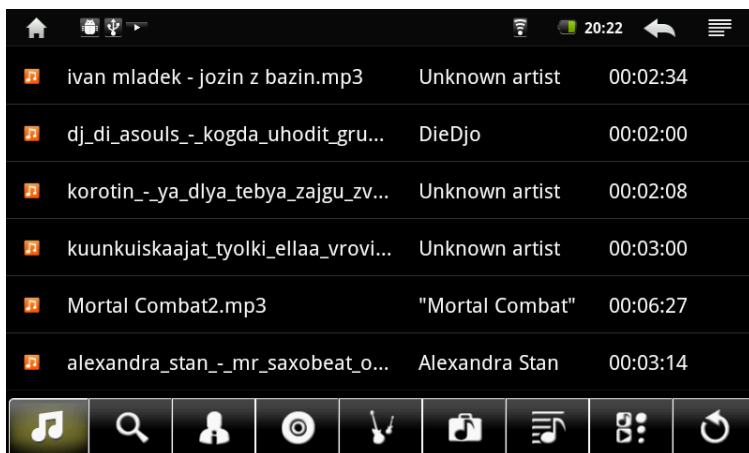 20:22
ivan mladek - jozin z bazin.mp3 Unknown artist 00:02:34
dj_di_asouls_-_kogda_uhodit_gru... DieDjo 00:02:00
korotin_-_ya_dlya_tebya_zajgu_zv... Unknown artist 00:02:08
kuunkuiskaajat_tyolki_ellaa_vrovi... Unknown artist 00:03:00
Mortal Combat2.mp3 "Mortal Combat" 00:06:27
alexandra_stan_-_mr_saxobeat_o... Alexandra Stan 00:03:14